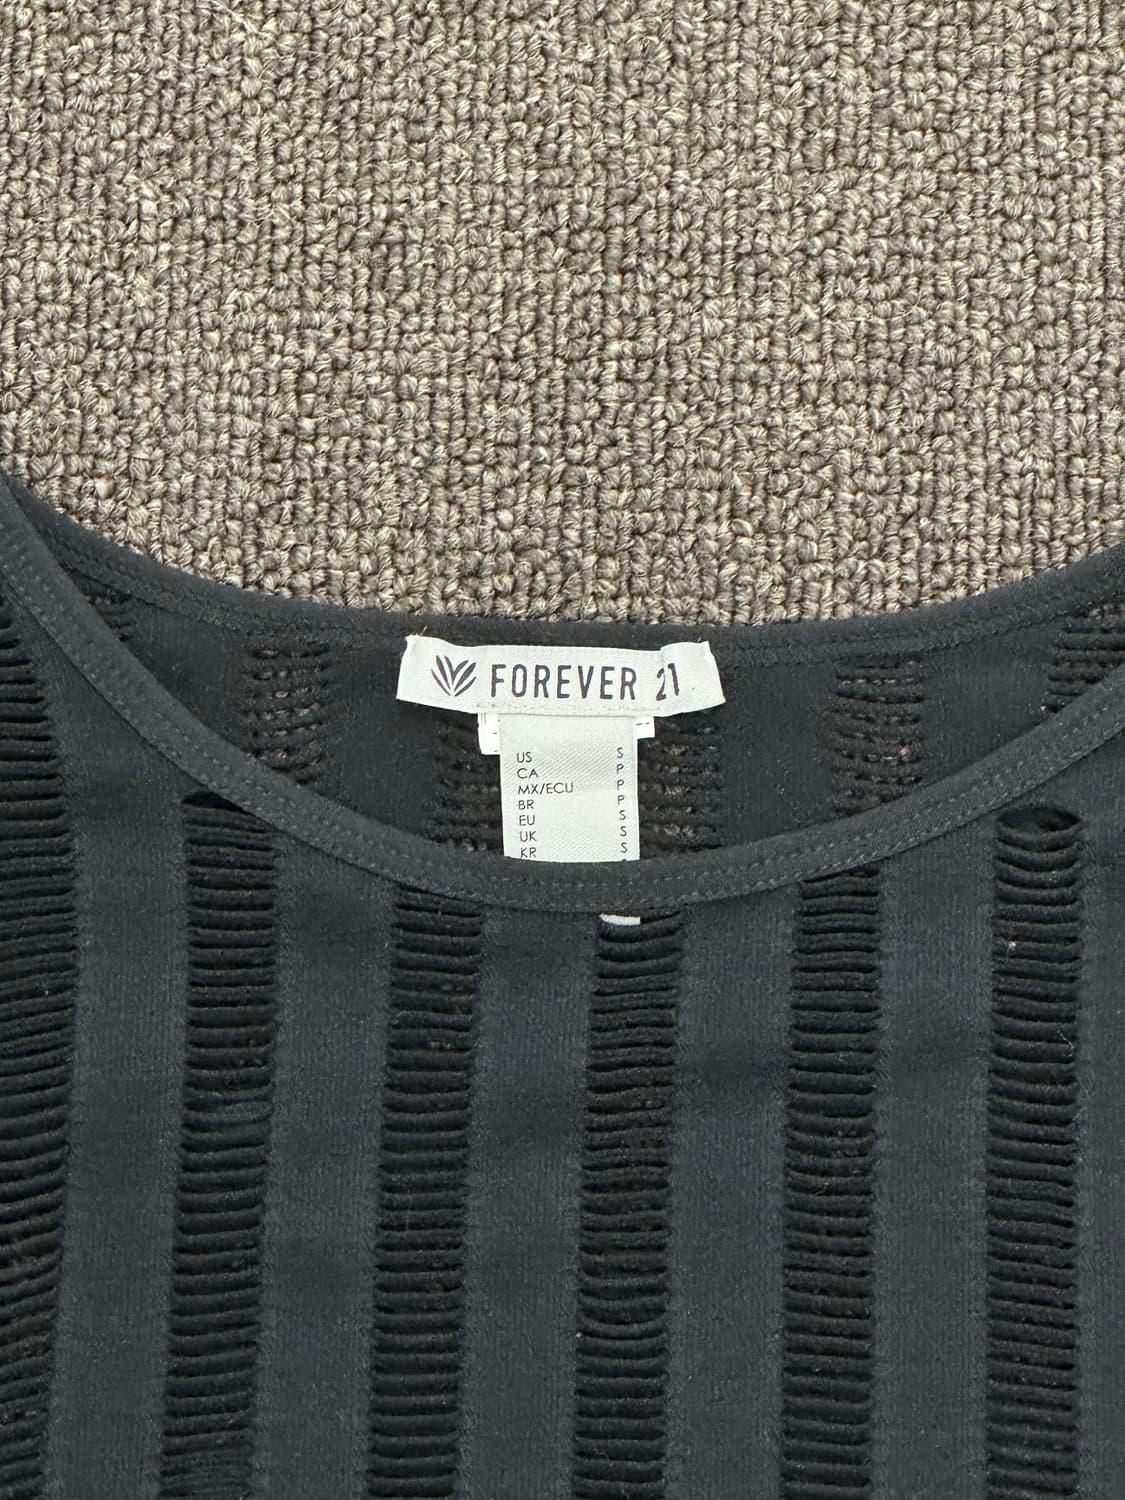 FOREVER 21
US S
CA P
MX/ECU P
BR P
EU S
UK S
KR S